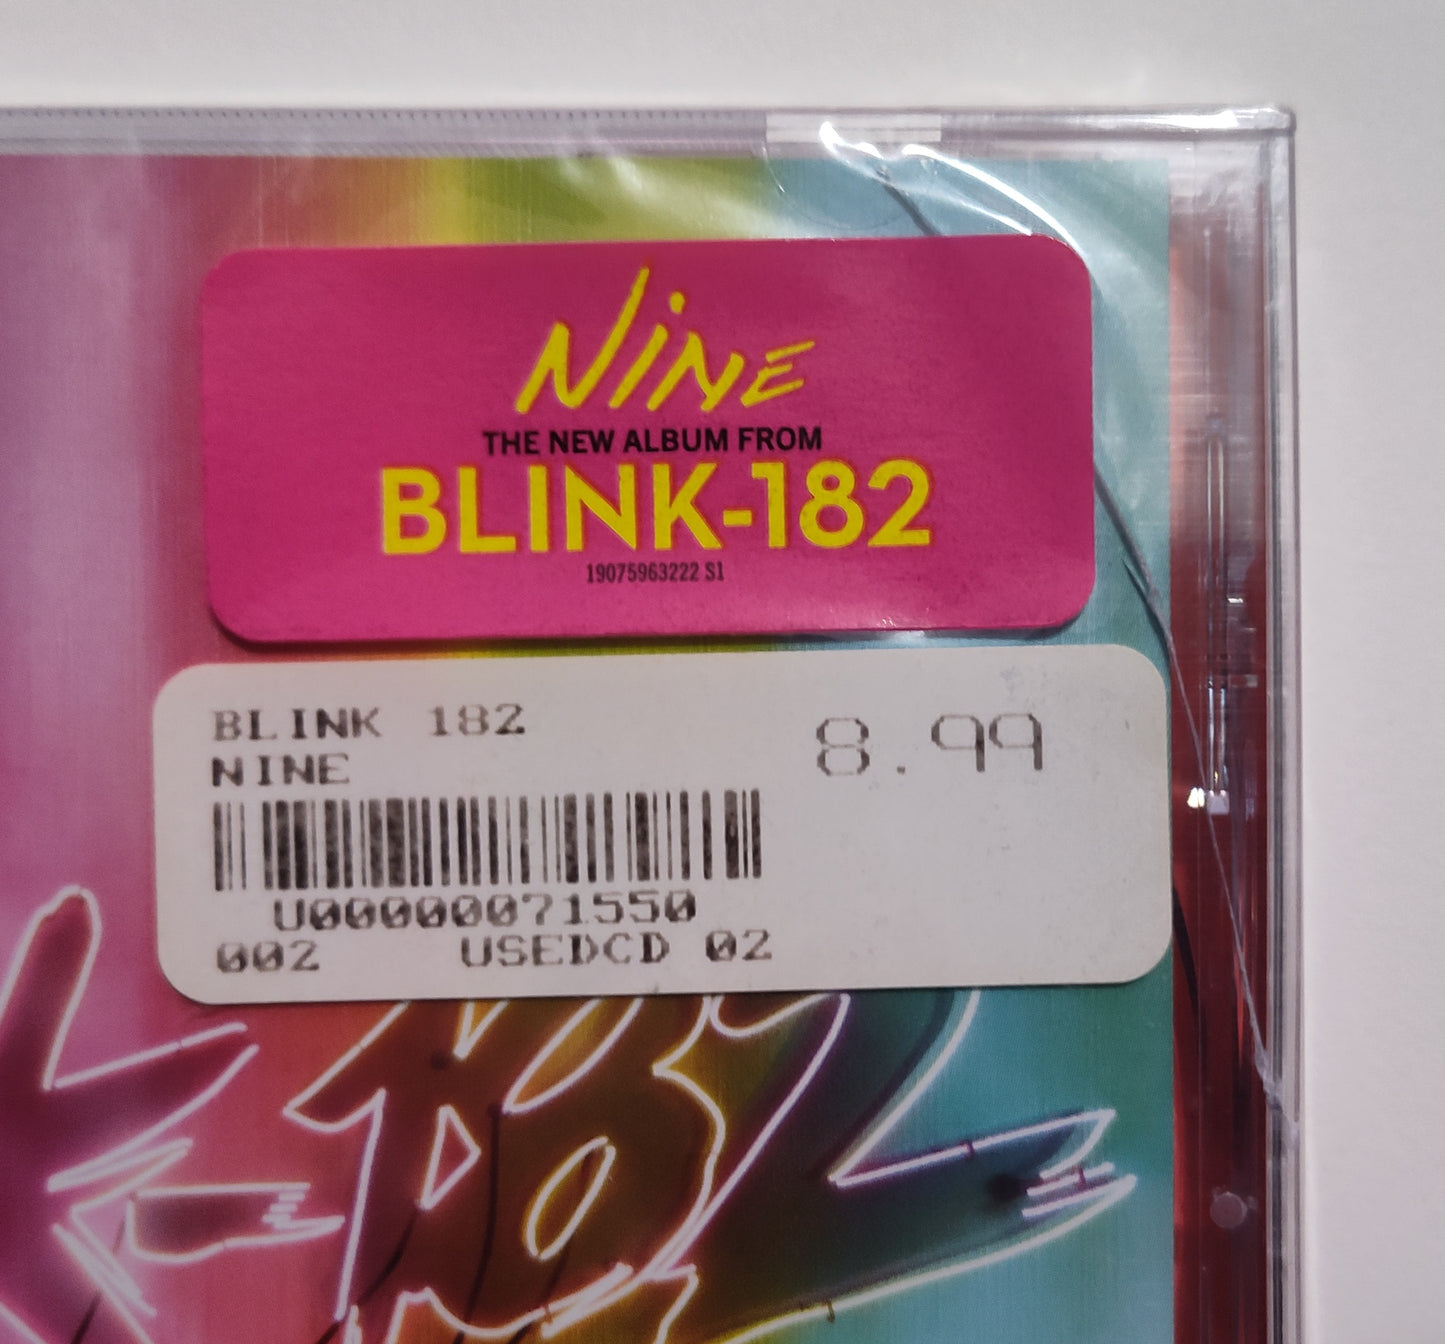 NiNE
THE NEW ALBUM FROM
BLINK-182
19075963222 S1
BLINK 182
8.99
NINE
U00000071550
002 USEDCD 02